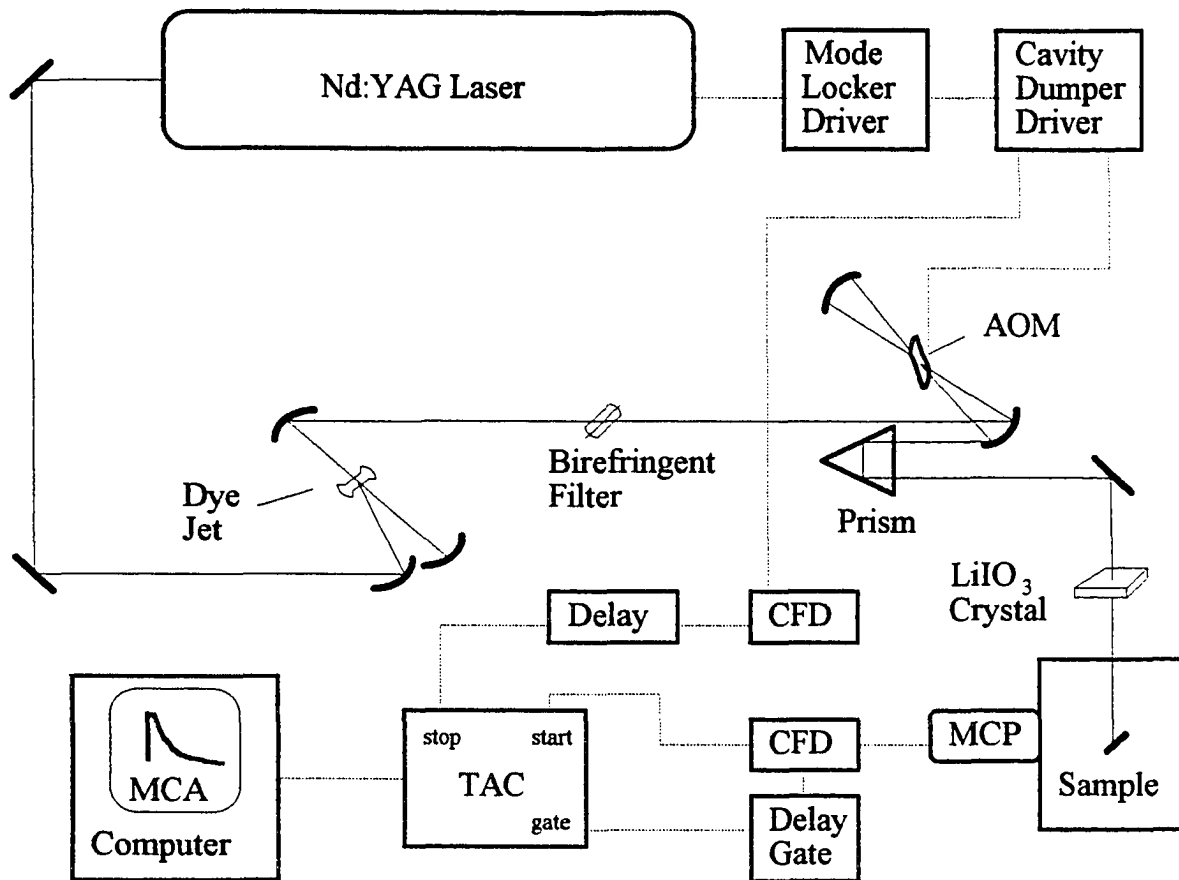 Nd:YAG Laser
Mode
Locker
Driver
Cavity
Dumper
Driver
AOM
Birefringent
Filter
Prism
Dye
Jet
LiIO₃
Crystal
Delay
CFD
MCA
Computer
stop
start
TAC
gate
CFD
MCP
Delay
Gate
Sample